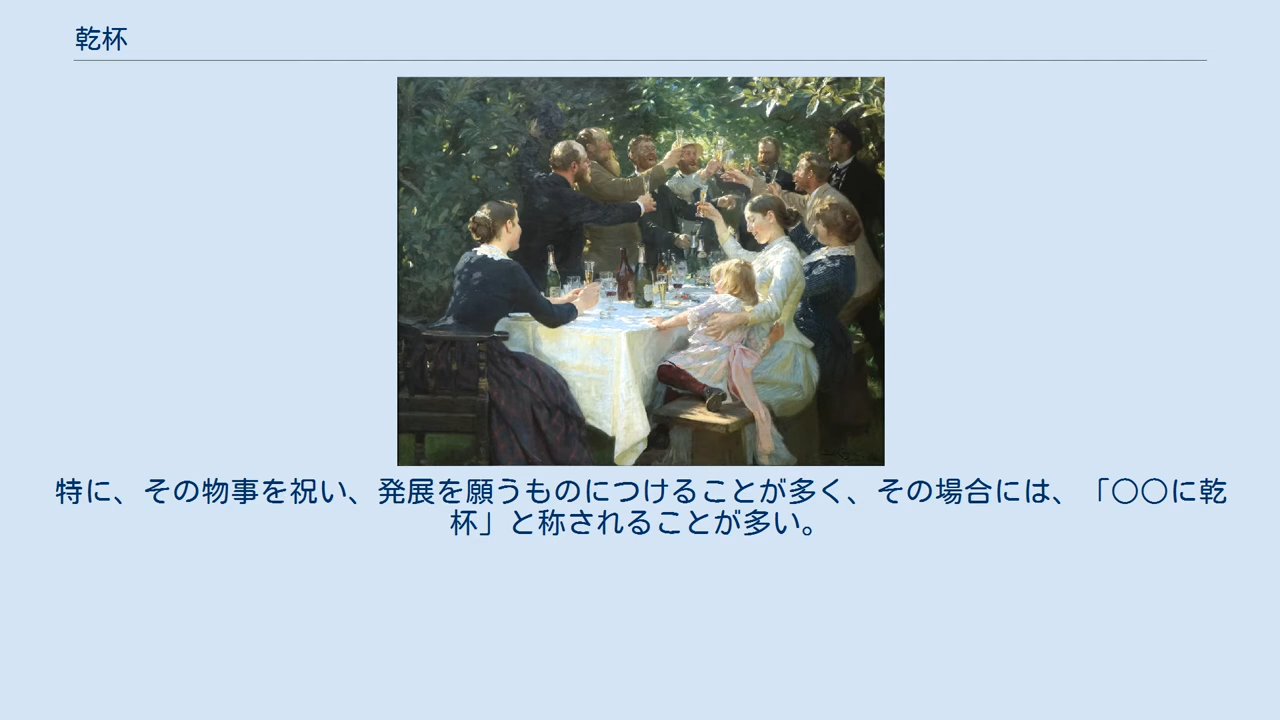 乾杯
特に、その物事を祝い、発展を願うものにつけることが多く、その場合には、「〇〇に乾
杯」と称されることが多い。